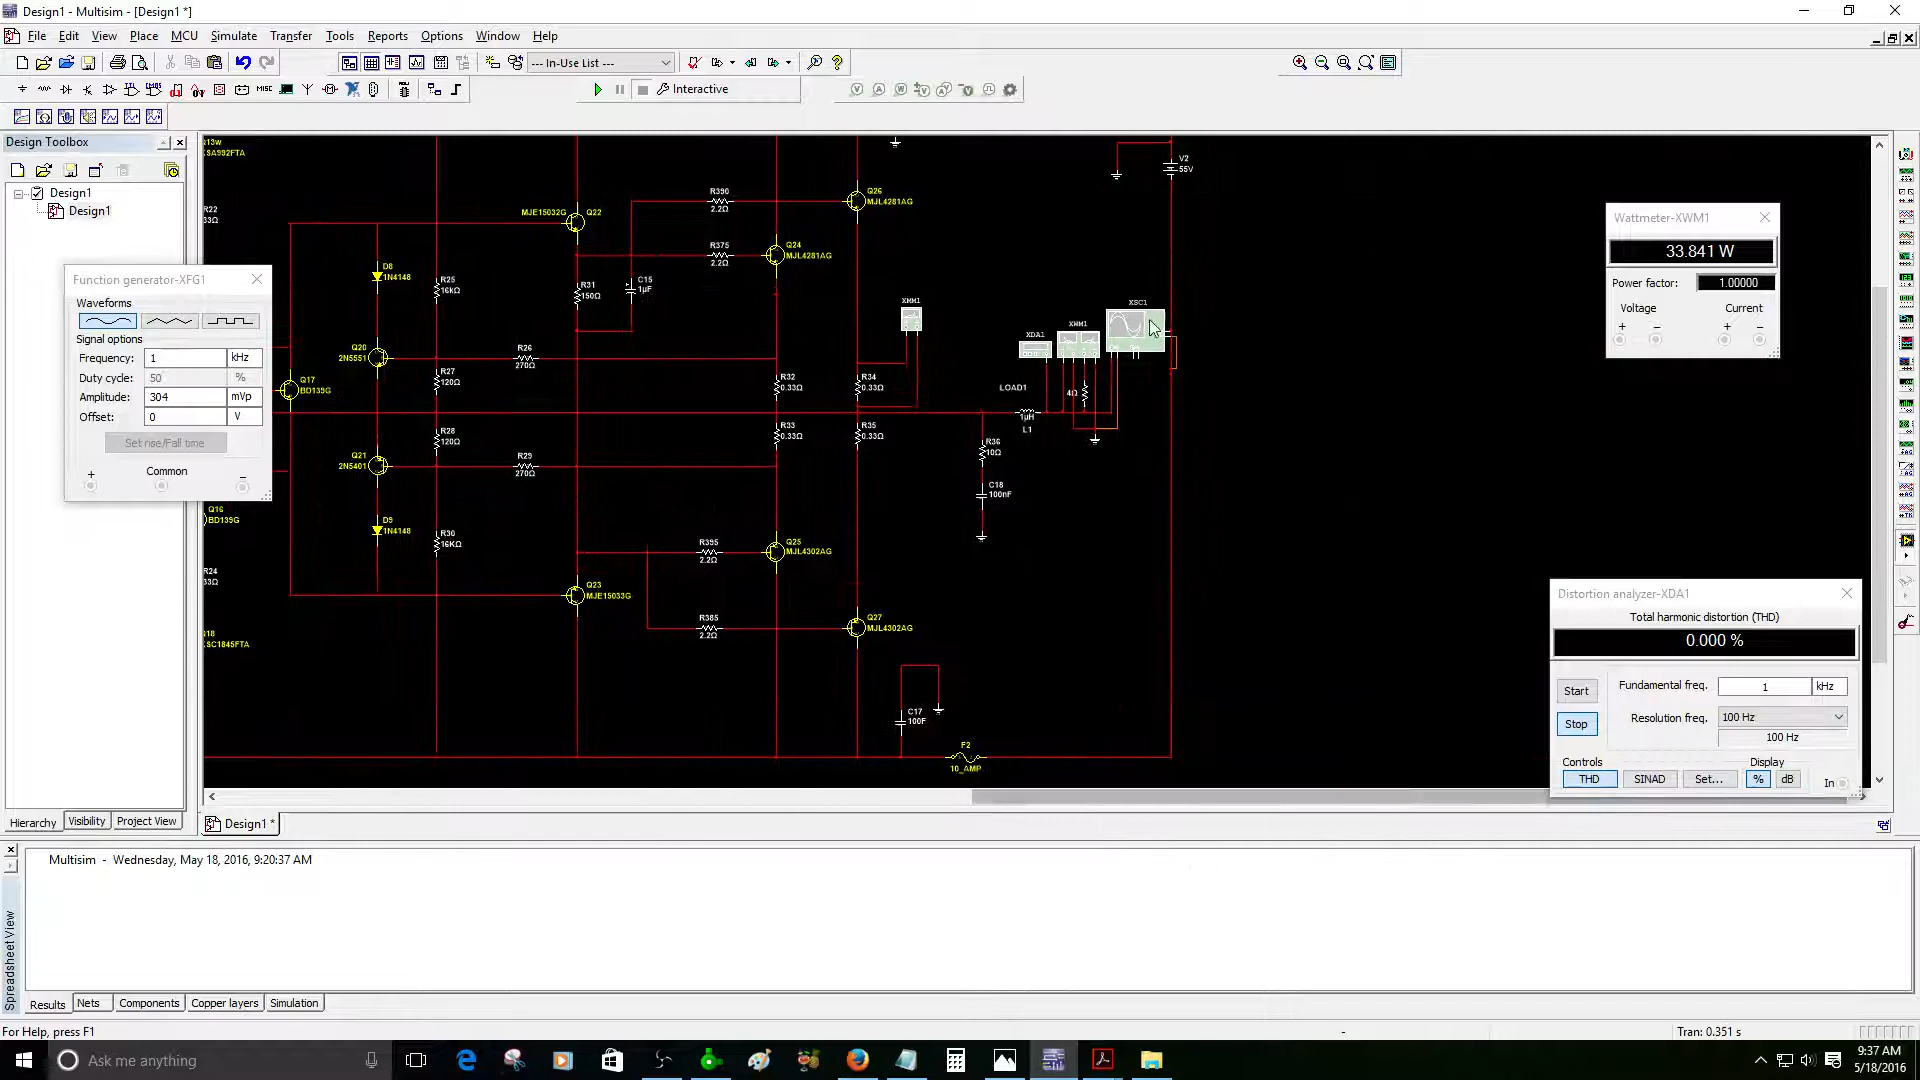 Design1 - Multisim - [Design1 *]
File Edit View Place MCU Simulate Transfer Tools Reports Options Window Help
--- In-Use List ---
MISC
Interactive
Design Toolbox
Design1
Design1
Hierarchy Visibility Project View
Function generator-XFG1
Waveforms
Signal options
Frequency: 1 kHz
Duty cycle: 50 %
Amplitude: 304 mVp
Offset: 0 V
Set rise/Fall time
+ Common −
Q16
BD139G
R24
33Ω
Q18
KSC1845FTA
Q13w
KSA992FTA
R22
33Ω
D8
1N4148
R25
16kΩ
Q20
2N5551
Q17
BD139G
R27
120Ω
R26
270Ω
R28
120Ω
Q21
2N5401
R29
270Ω
D9
1N4148
R30
16KΩ
MJE15032G Q22
R31
150Ω
C15
1µF
R390
2.2Ω
R375
2.2Ω
Q26
MJL4281AG
Q24
MJL4281AG
R32
0.33Ω
R34
0.33Ω
R33
0.33Ω
R35
0.33Ω
R395
2.2Ω
Q25
MJL4302AG
Q23
MJE15033G
R385
2.2Ω
Q27
MJL4302AG
C17
100F
F2
10_AMP
XMM1
XDA1
XWM1
XSC1
LOAD1
4Ω
1µH
L1
R36
10Ω
C18
100nF
V2
55V
Wattmeter-XWM1
33.841 W
Power factor: 1.00000
Voltage Current
+ − + −
Distortion analyzer-XDA1
Total harmonic distortion (THD)
0.000 %
Start
Stop
Fundamental freq. 1 kHz
Resolution freq. 100 Hz
100 Hz
Controls Display
THD SINAD Set... % dB In
Design1 *
Multisim - Wednesday, May 18, 2016, 9:20:37 AM
Spreadsheet View
Results Nets Components Copper layers Simulation
For Help, press F1
- Tran: 0.351 s
Ask me anything
9:37 AM
5/18/2016